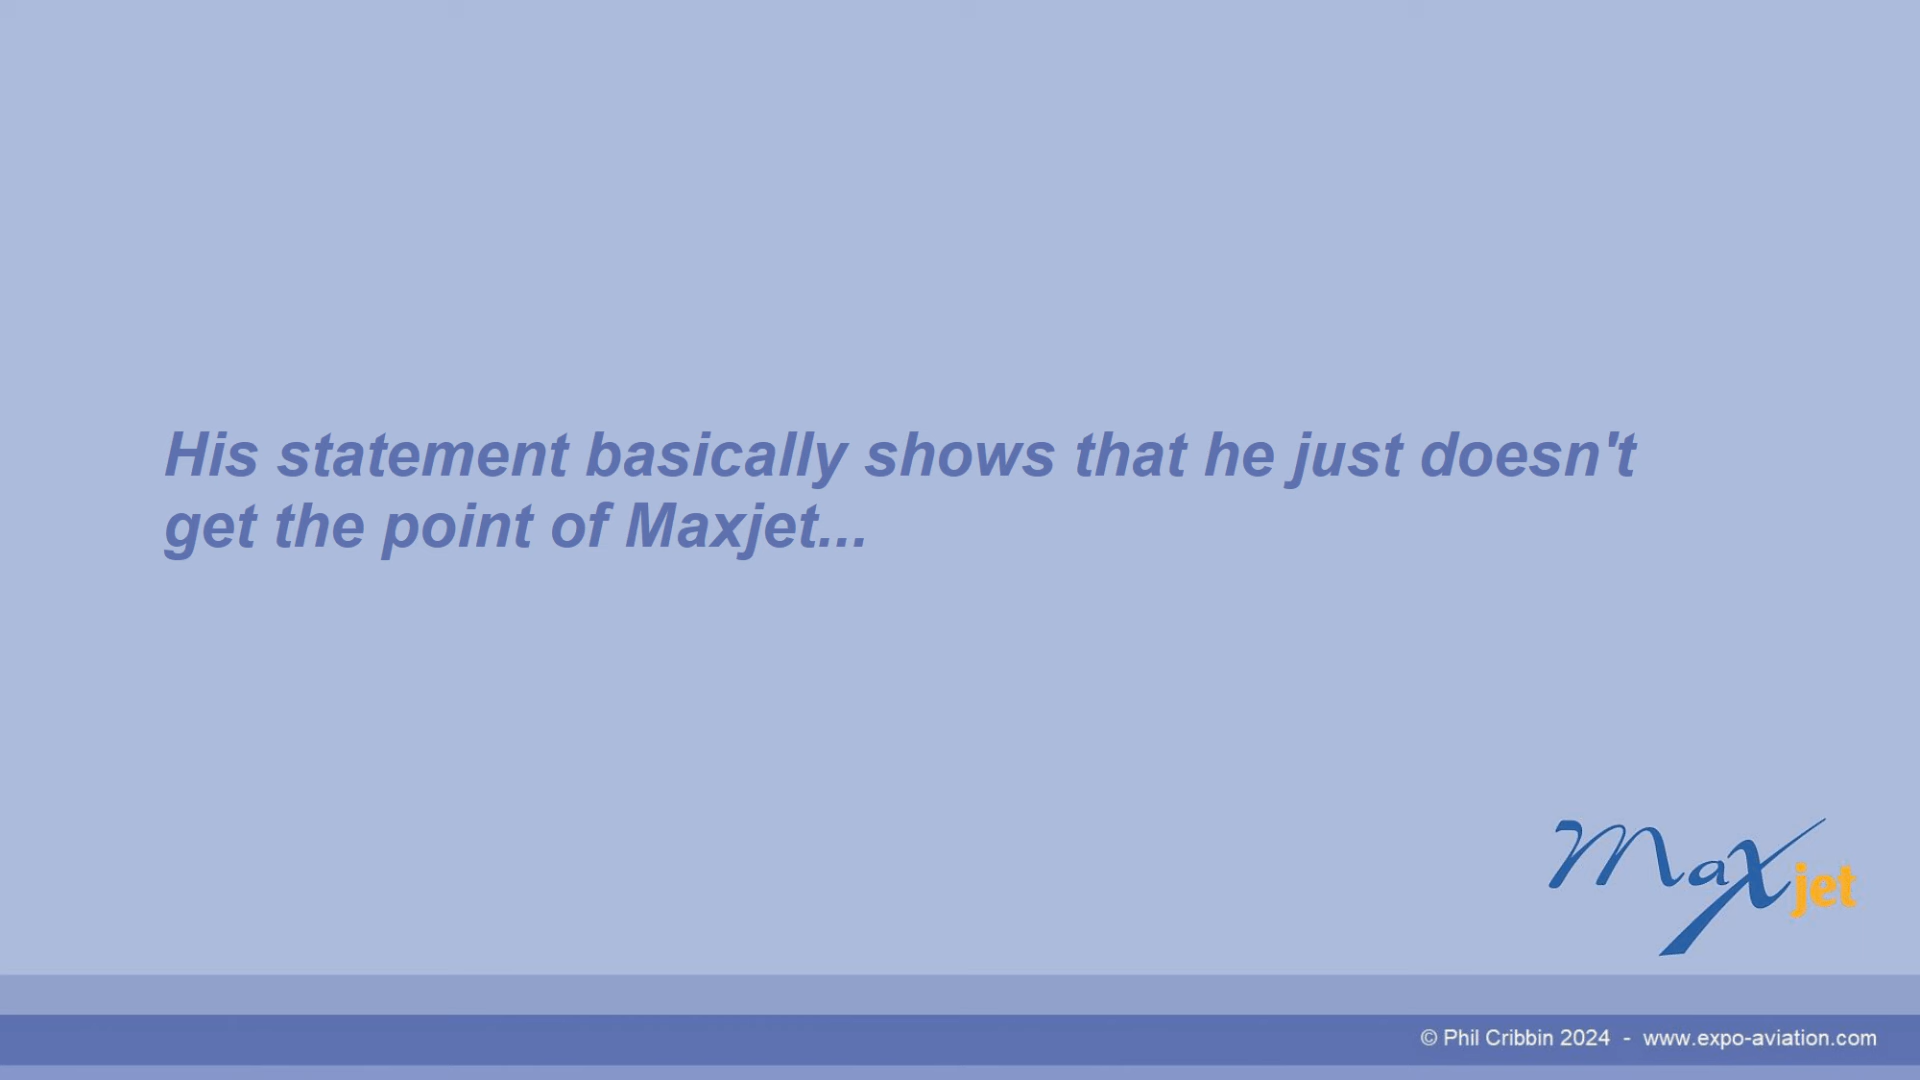 His statement basically shows that he just doesn't
get the point of Maxjet...
Maxjet
© Phil Cribbin 2024 - www.expo-aviation.com